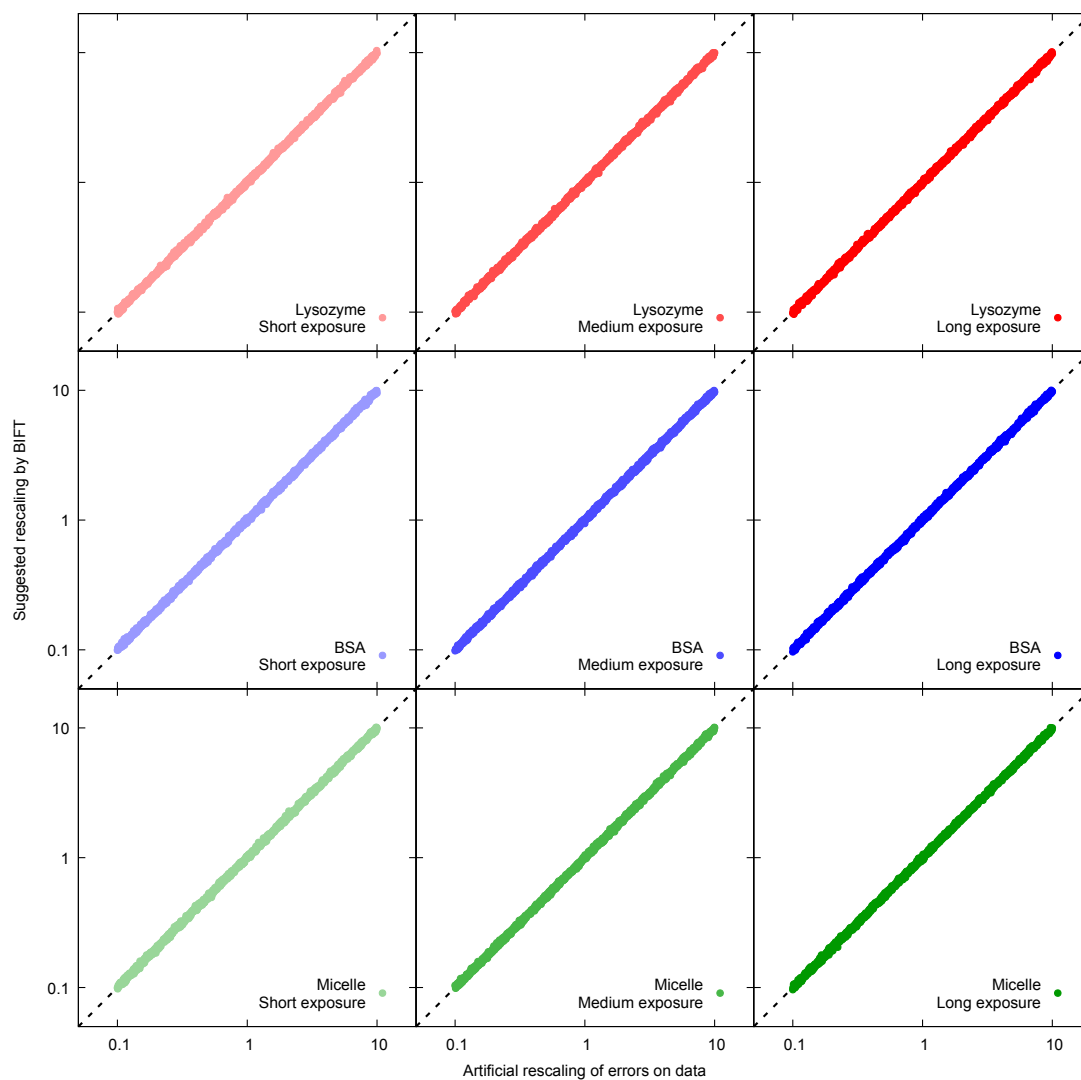 Lysozyme
Short exposure
Lysozyme
Medium exposure
Lysozyme
Long exposure
Suggested rescaling by BIFT
10
1
0.1
BSA
Short exposure
BSA
Medium exposure
BSA
Long exposure
10
1
0.1
Micelle
Short exposure
Micelle
Medium exposure
Micelle
Long exposure
0.1 1 10 0.1 1 10 0.1 1 10
Artificial rescaling of errors on data